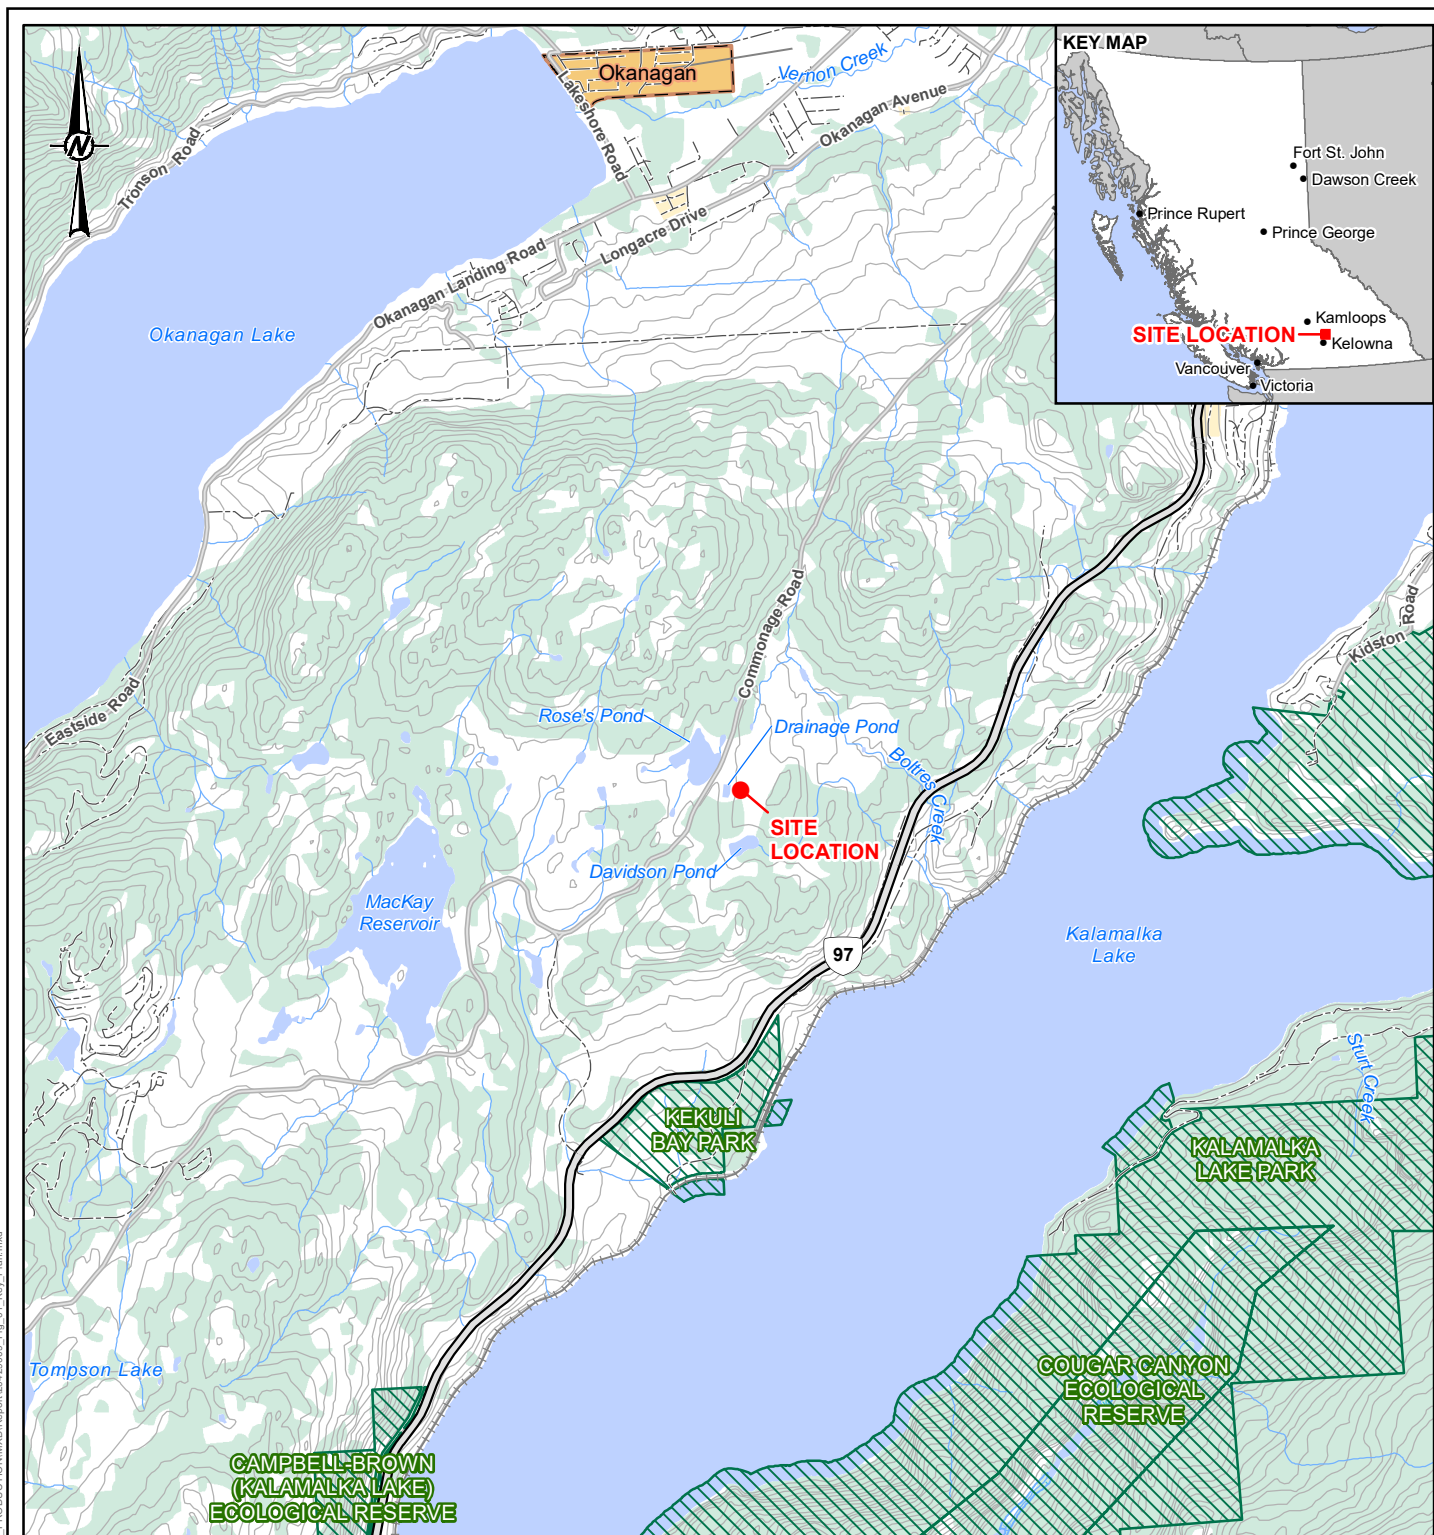 KEY MAP
Okanagan
Vernon Creek
Lakeshore Road
Okanagan Avenue
Tronson Road
Longacre Drive
Okanagan Landing Road
Okanagan Lake
Fort St. John
Dawson Creek
Prince Rupert
Prince George
Kamloops
SITE LOCATION
Kelowna
Vancouver
Victoria
N
Commonage Road
Kidston Road
Eastside Road
Rose's Pond
Drainage Pond
Boltres Creek
SITE
LOCATION
Davidson Pond
MacKay
Reservoir
Kalamalka
Lake
97
Sturt Creek
KEKULI
BAY PARK
KALAMALKA
LAKE PARK
Tompson Lake
COUGAR CANYON
ECOLOGICAL
RESERVE
CAMPBELL-BROWN
(KALAMALKA LAKE)
ECOLOGICAL RESERVE